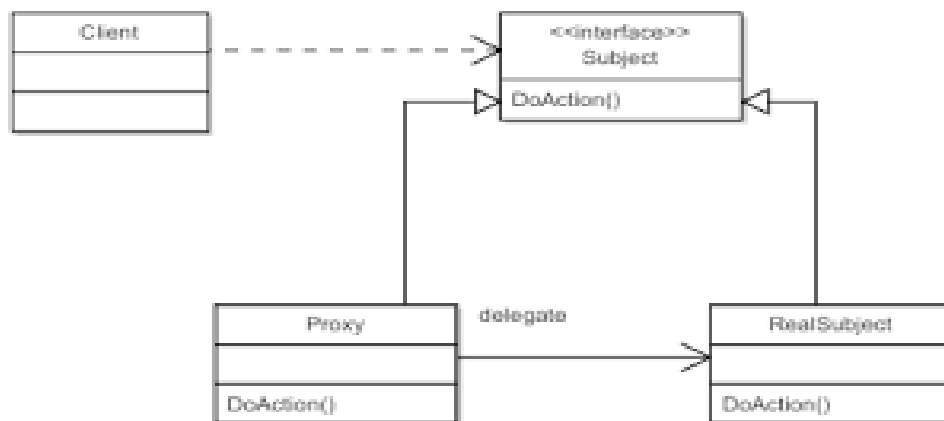 Client
<<interface>>
Subject
DoAction()
Proxy
delegate
RealSubject
DoAction()
DoAction()